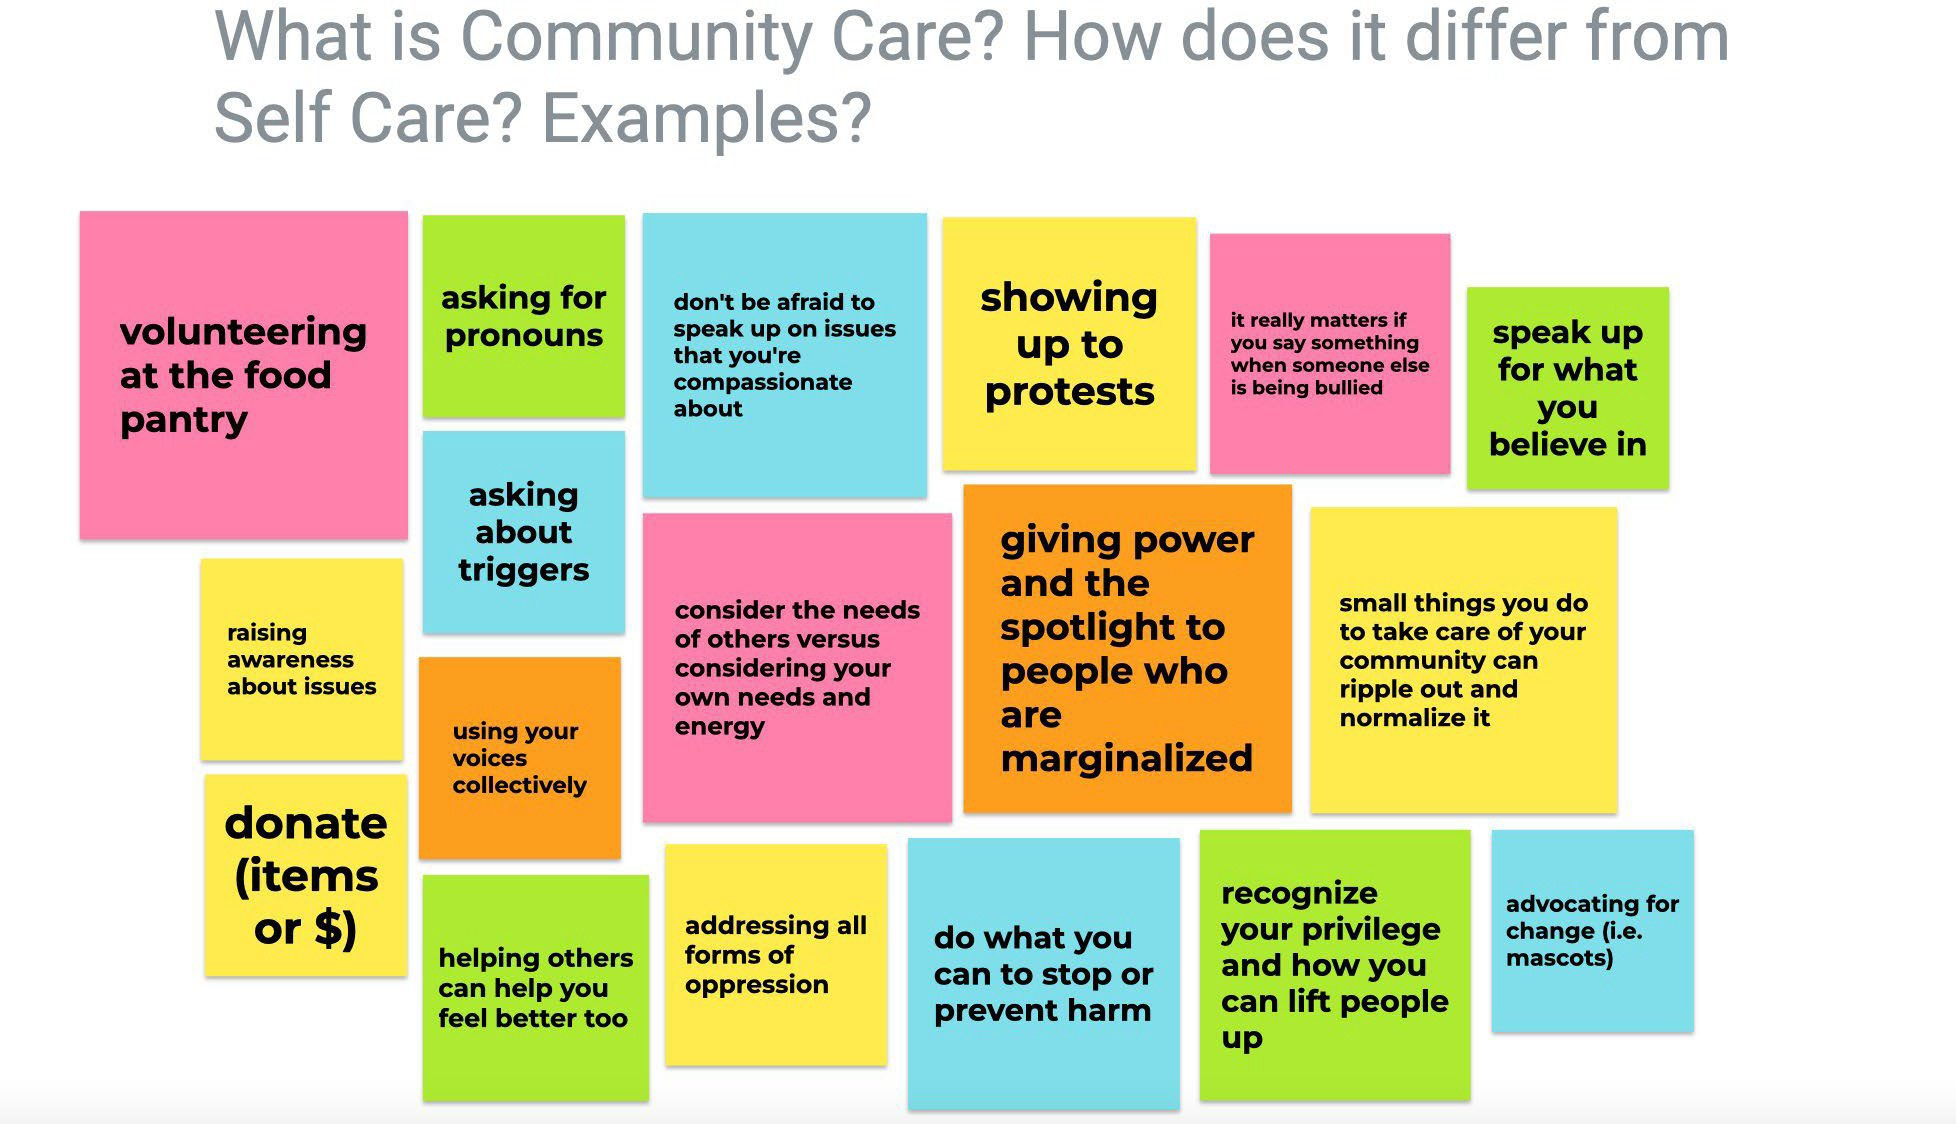 What is Community Care? How does it differ from
Self Care? Examples?
volunteering
at the food
pantry
asking for
pronouns
don't be afraid to
speak up on issues
that you're
compassionate
about
showing
up to
protests
it really matters if
you say something
when someone else
is being bullied
speak up
for what
you
believe in
asking
about
triggers
raising
awareness
about issues
using your
voices
collectively
consider the needs
of others versus
considering your
own needs and
energy
giving power
and the
spotlight to
people who
are
marginalized
small things you do
to take care of your
community can
ripple out and
normalize it
donate
(items
or $)
helping others
can help you
feel better too
addressing all
forms of
oppression
do what you
can to stop or
prevent harm
recognize
your privilege
and how you
can lift people
up
advocating for
change (i.e.
mascots)